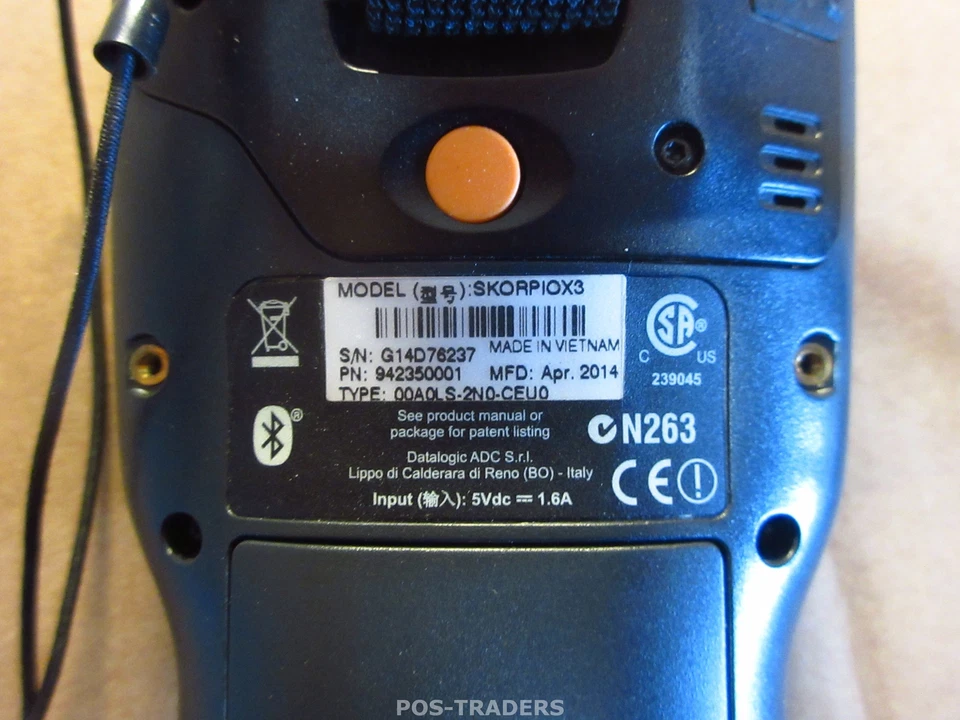 MODEL (型号):SKORPIOX3
MADE IN VIETNAM
S/N: G14D76237
PN: 942350001 MFD: Apr. 2014
TYPE: 00A0LS-2N0-CEU0
SA ®
C US
239045
®
See product manual or
package for patent listing
N263
Datalogic ADC S.r.l.
Lippo di Calderara di Reno (BO) - Italy
CE
Input (输入): 5Vdc ⎓ 1.6A
POS-TRADERS